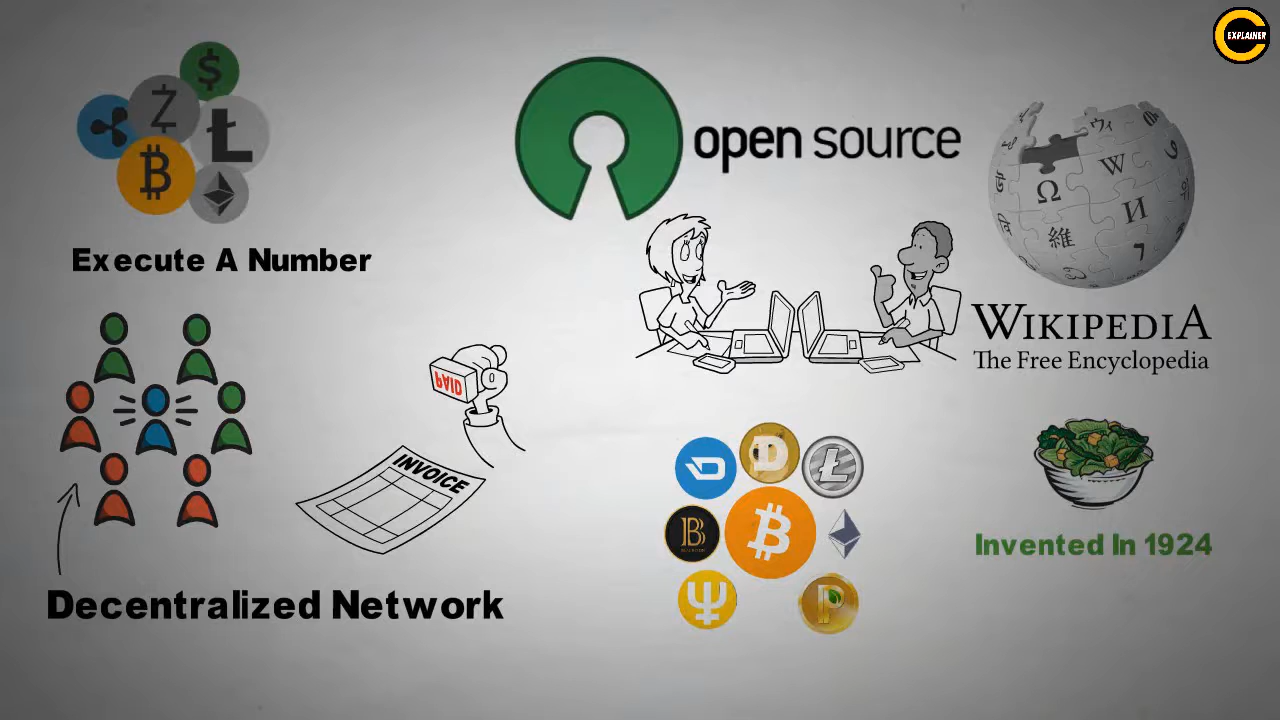 EXPLAINER
open source
Execute A Number
WIKIPEDIA
The Free Encyclopedia
PAID
INVOICE
Invented In 1924
Decentralized Network